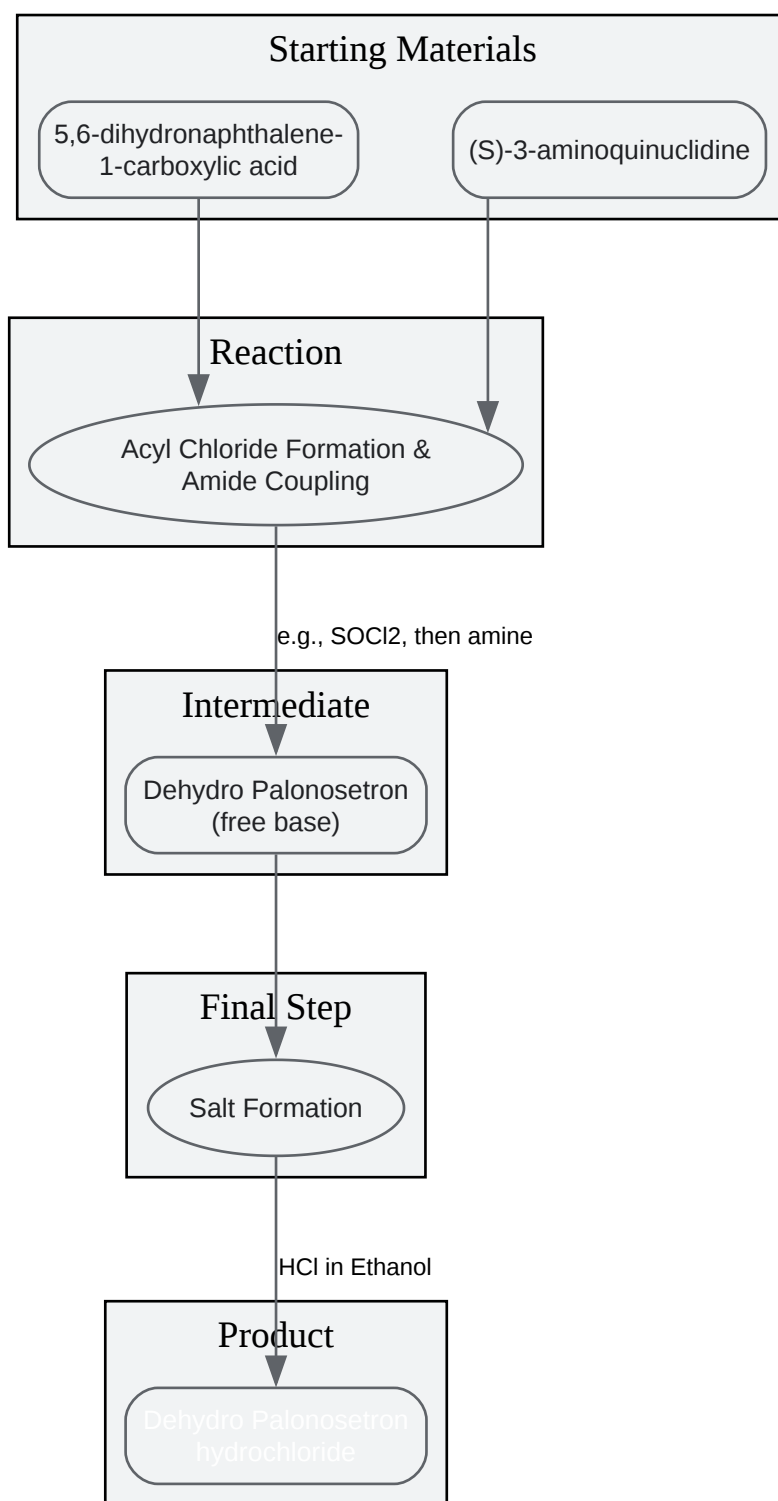 Starting Materials
5,6-dihydronaphthalene-
1-carboxylic acid
(S)-3-aminoquinuclidine
Reaction
Acyl Chloride Formation &
Amide Coupling
e.g., SOCl2, then amine
Intermediate
Dehydro Palonosetron
(free base)
Final Step
Salt Formation
HCl in Ethanol
Product
Dehydro Palonosetron
hydrochloride